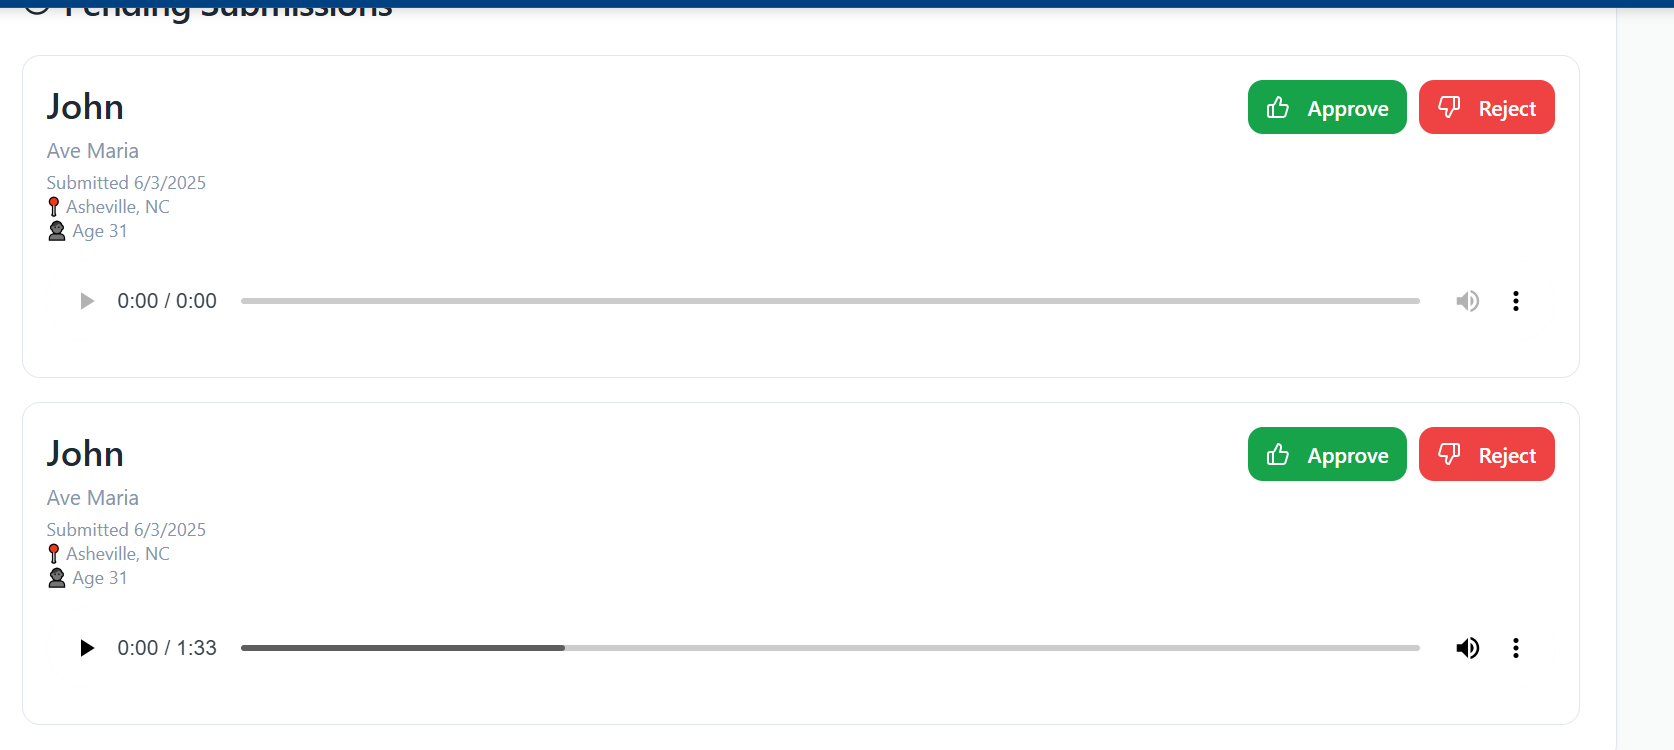 Pending Submissions
John
Approve
Reject
Ave Maria
Submitted 6/3/2025
Asheville, NC
Age 31
0:00 / 0:00
John
Approve
Reject
Ave Maria
Submitted 6/3/2025
Asheville, NC
Age 31
0:00 / 1:33